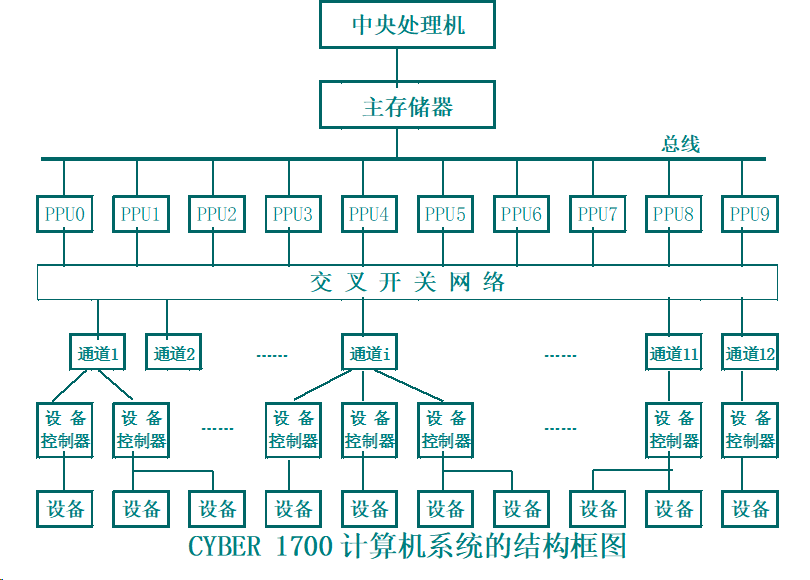 中央处理机
主存储器
总线
PPU0 PPU1 PPU2 PPU3 PPU4 PPU5 PPU6 PPU7 PPU8 PPU9
交叉开关网络
通道1 通道2 ------ 通道i ------ 通道11 通道12
设备 设备 设备 设备 设备 设备 设备
控制器 控制器 ------ 控制器 控制器 控制器 ------ 控制器 控制器
设备 设备 设备 设备 设备 设备 设备 设备 设备 设备
CYBER 1700计算机系统的结构框图